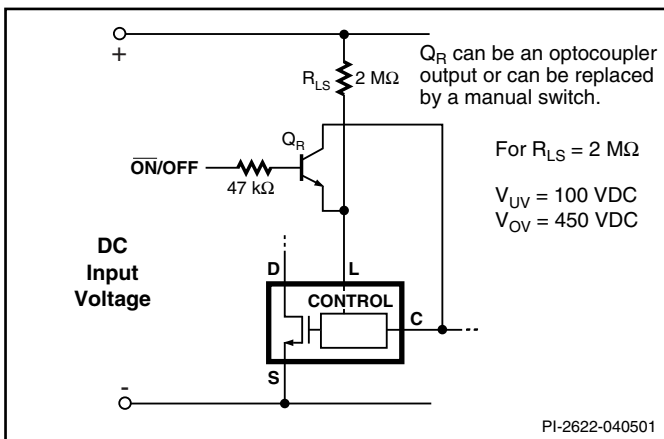 +
R_LS 2 MΩ
Q_R can be an optocoupler
output or can be replaced
by a manual switch.
Q_R
O̅N̅/OFF
47 kΩ
For R_LS = 2 MΩ
V_UV = 100 VDC
V_OV = 450 VDC
DC
Input
Voltage
D
L
CONTROL
C
S
-
PI-2622-040501